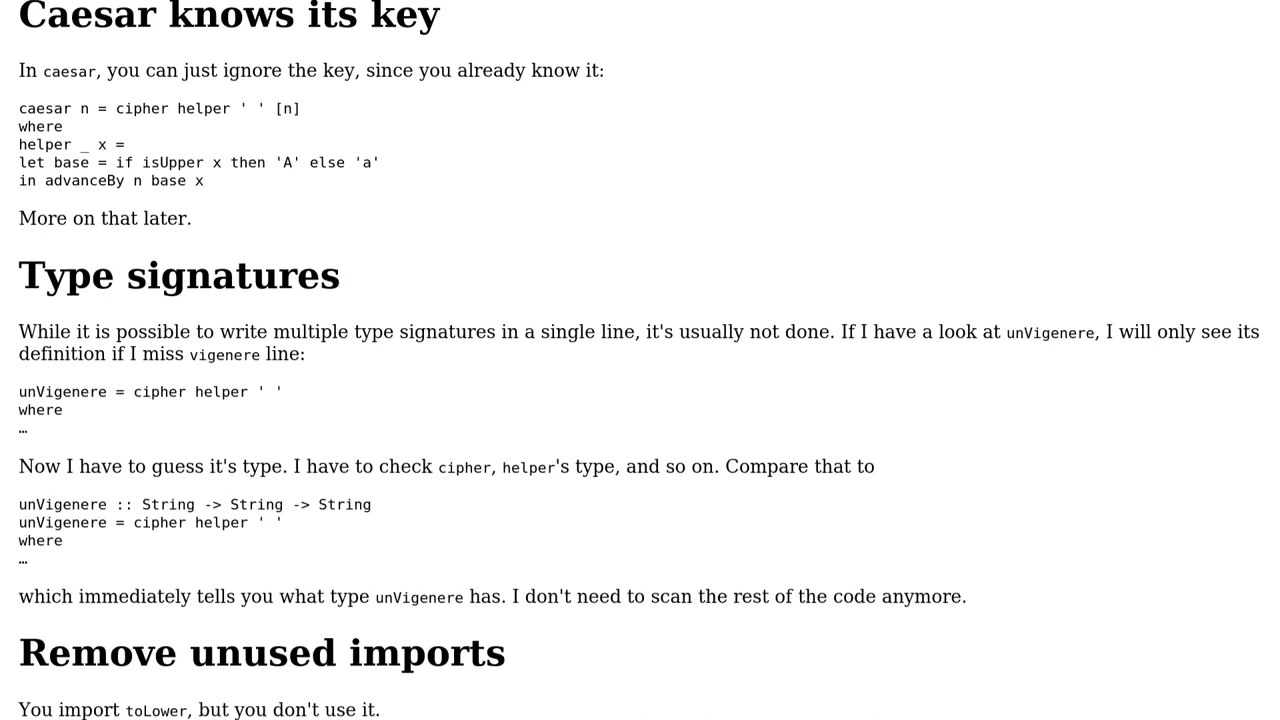 Caesar knows its key
In caesar, you can just ignore the key, since you already know it:
caesar n = cipher helper ' ' [n]
where
helper _ x =
let base = if isUpper x then 'A' else 'a'
in advanceBy n base x
More on that later.
Type signatures
While it is possible to write multiple type signatures in a single line, it's usually not done. If I have a look at unVigenere, I will only see its
definition if I miss vigenere line:
unVigenere = cipher helper ' '
where
…
Now I have to guess it's type. I have to check cipher, helper's type, and so on. Compare that to
unVigenere :: String -> String -> String
unVigenere = cipher helper ' '
where
…
which immediately tells you what type unVigenere has. I don't need to scan the rest of the code anymore.
Remove unused imports
You import toLower, but you don't use it.